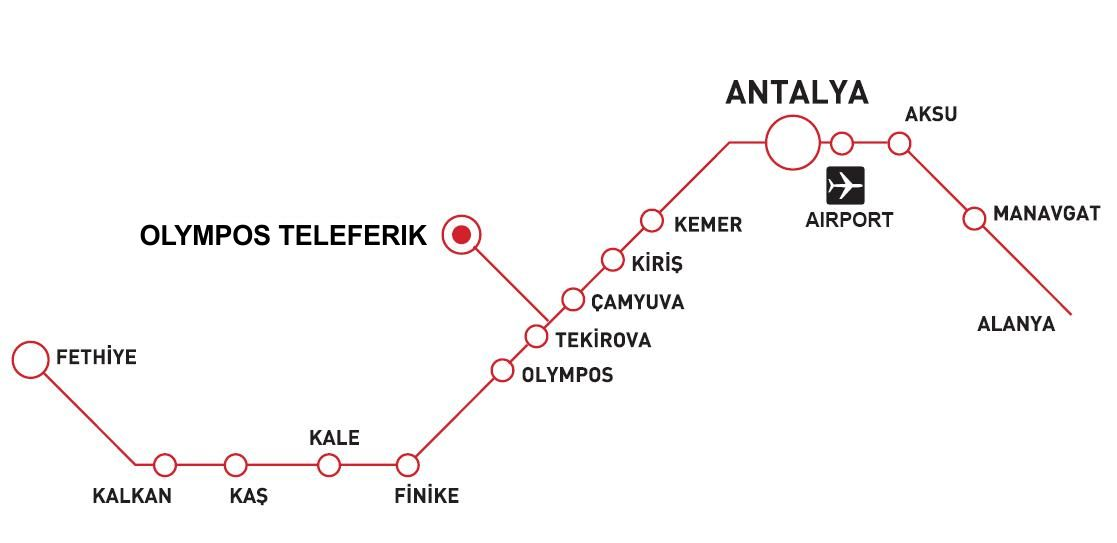 ANTALYA
AKSU
AIRPORT
MANAVGAT
ALANYA
KEMER
KİRİŞ
OLYMPOS TELEFERIK
ÇAMYUVA
TEKİROVA
OLYMPOS
FETHİYE
KALE
KALKAN
KAŞ
FİNİKE